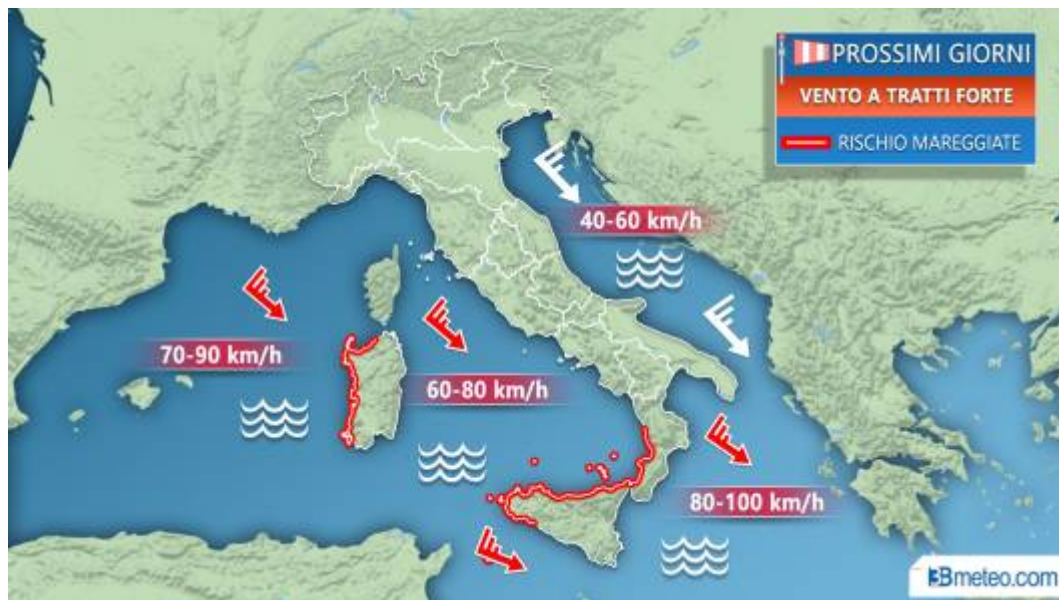 PROSSIMI GIORNI
VENTO A TRATTI FORTE
RISCHIO MAREGGIATE
40-60 km/h
70-90 km/h
60-80 km/h
80-100 km/h
3Bmeteo.com